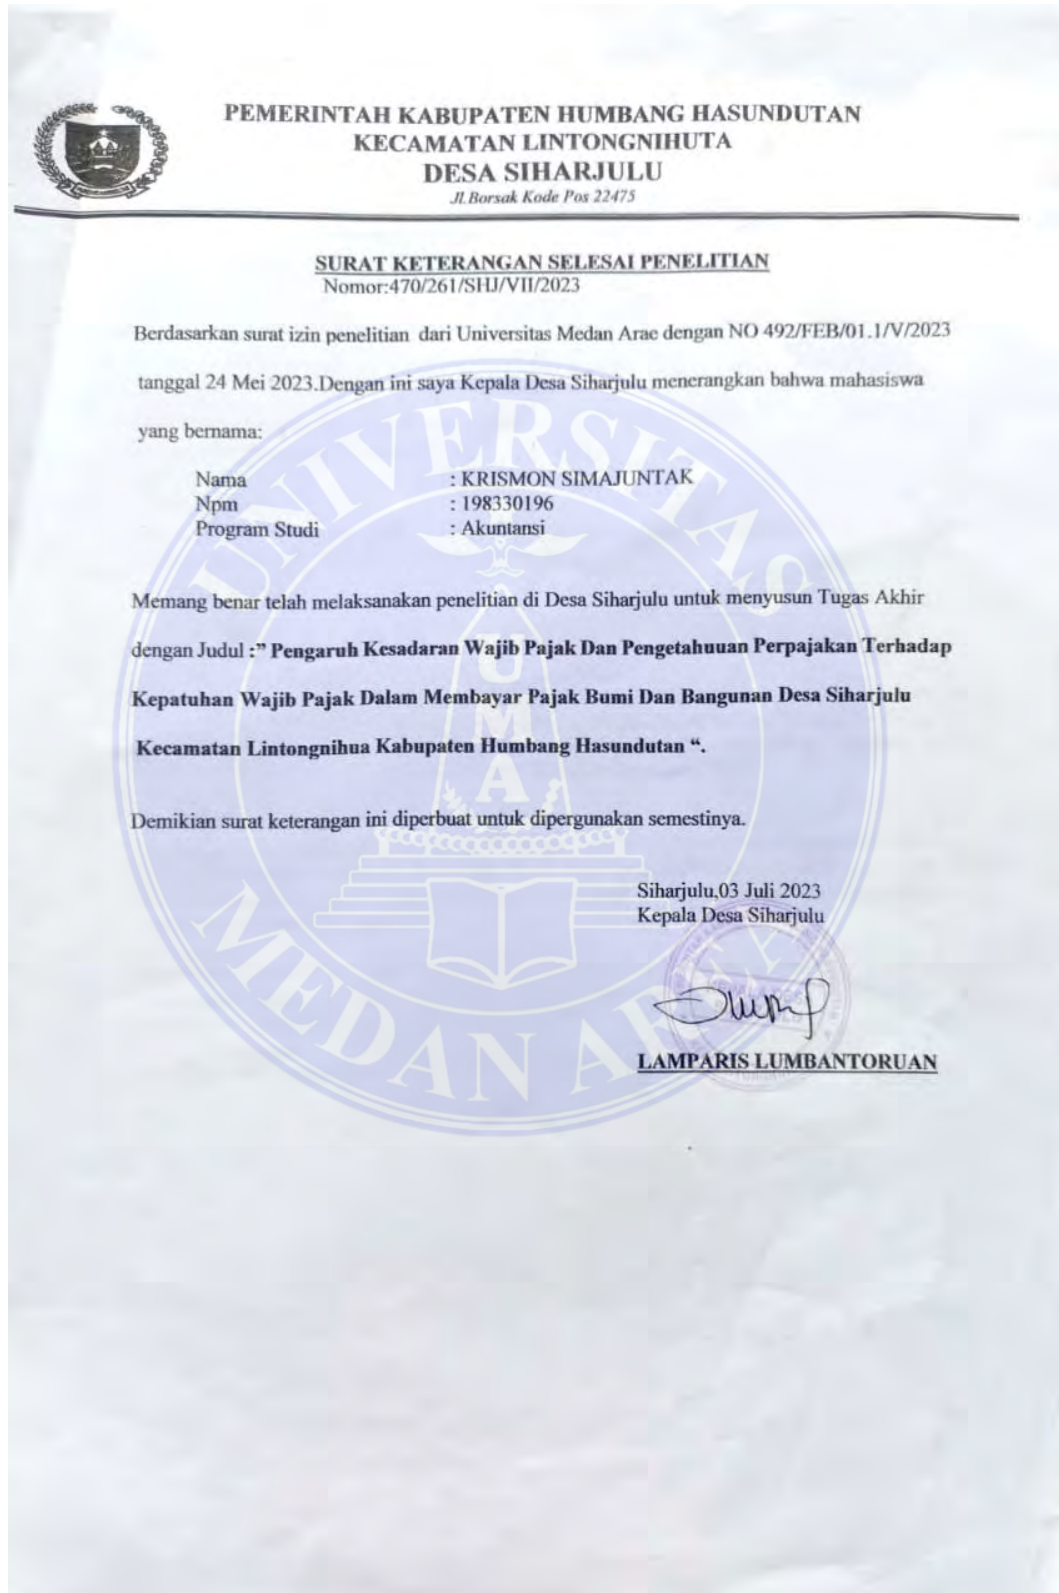 PEMERINTAH KABUPATEN HUMBANG HASUNDUTAN
KECAMATAN LINTONGNIHUTA
DESA SIHARJULU
Jl.Borsak Kode Pos 22475
SURAT KETERANGAN SELESAI PENELITIAN
Nomor:470/261/SHJ/VII/2023
Berdasarkan surat izin penelitian dari Universitas Medan Arae dengan NO 492/FEB/01.1/V/2023
tanggal 24 Mei 2023.Dengan ini saya Kepala Desa Siharjulu menerangkan bahwa mahasiswa
yang bernama:
Nama : KRISMON SIMAJUNTAK
Npm : 198330196
Program Studi : Akuntansi
Memang benar telah melaksanakan penelitian di Desa Siharjulu untuk menyusun Tugas Akhir
dengan Judul :” Pengaruh Kesadaran Wajib Pajak Dan Pengetahuuan Perpajakan Terhadap
Kepatuhan Wajib Pajak Dalam Membayar Pajak Bumi Dan Bangunan Desa Siharjulu
Kecamatan Lintongnihua Kabupaten Humbang Hasundutan “.
Demikian surat keterangan ini diperbuat untuk dipergunakan semestinya.
Siharjulu,03 Juli 2023
Kepala Desa Siharjulu
LAMPARIS LUMBANTORUAN
UNIVERSITAS
UMA
MEDAN AREA